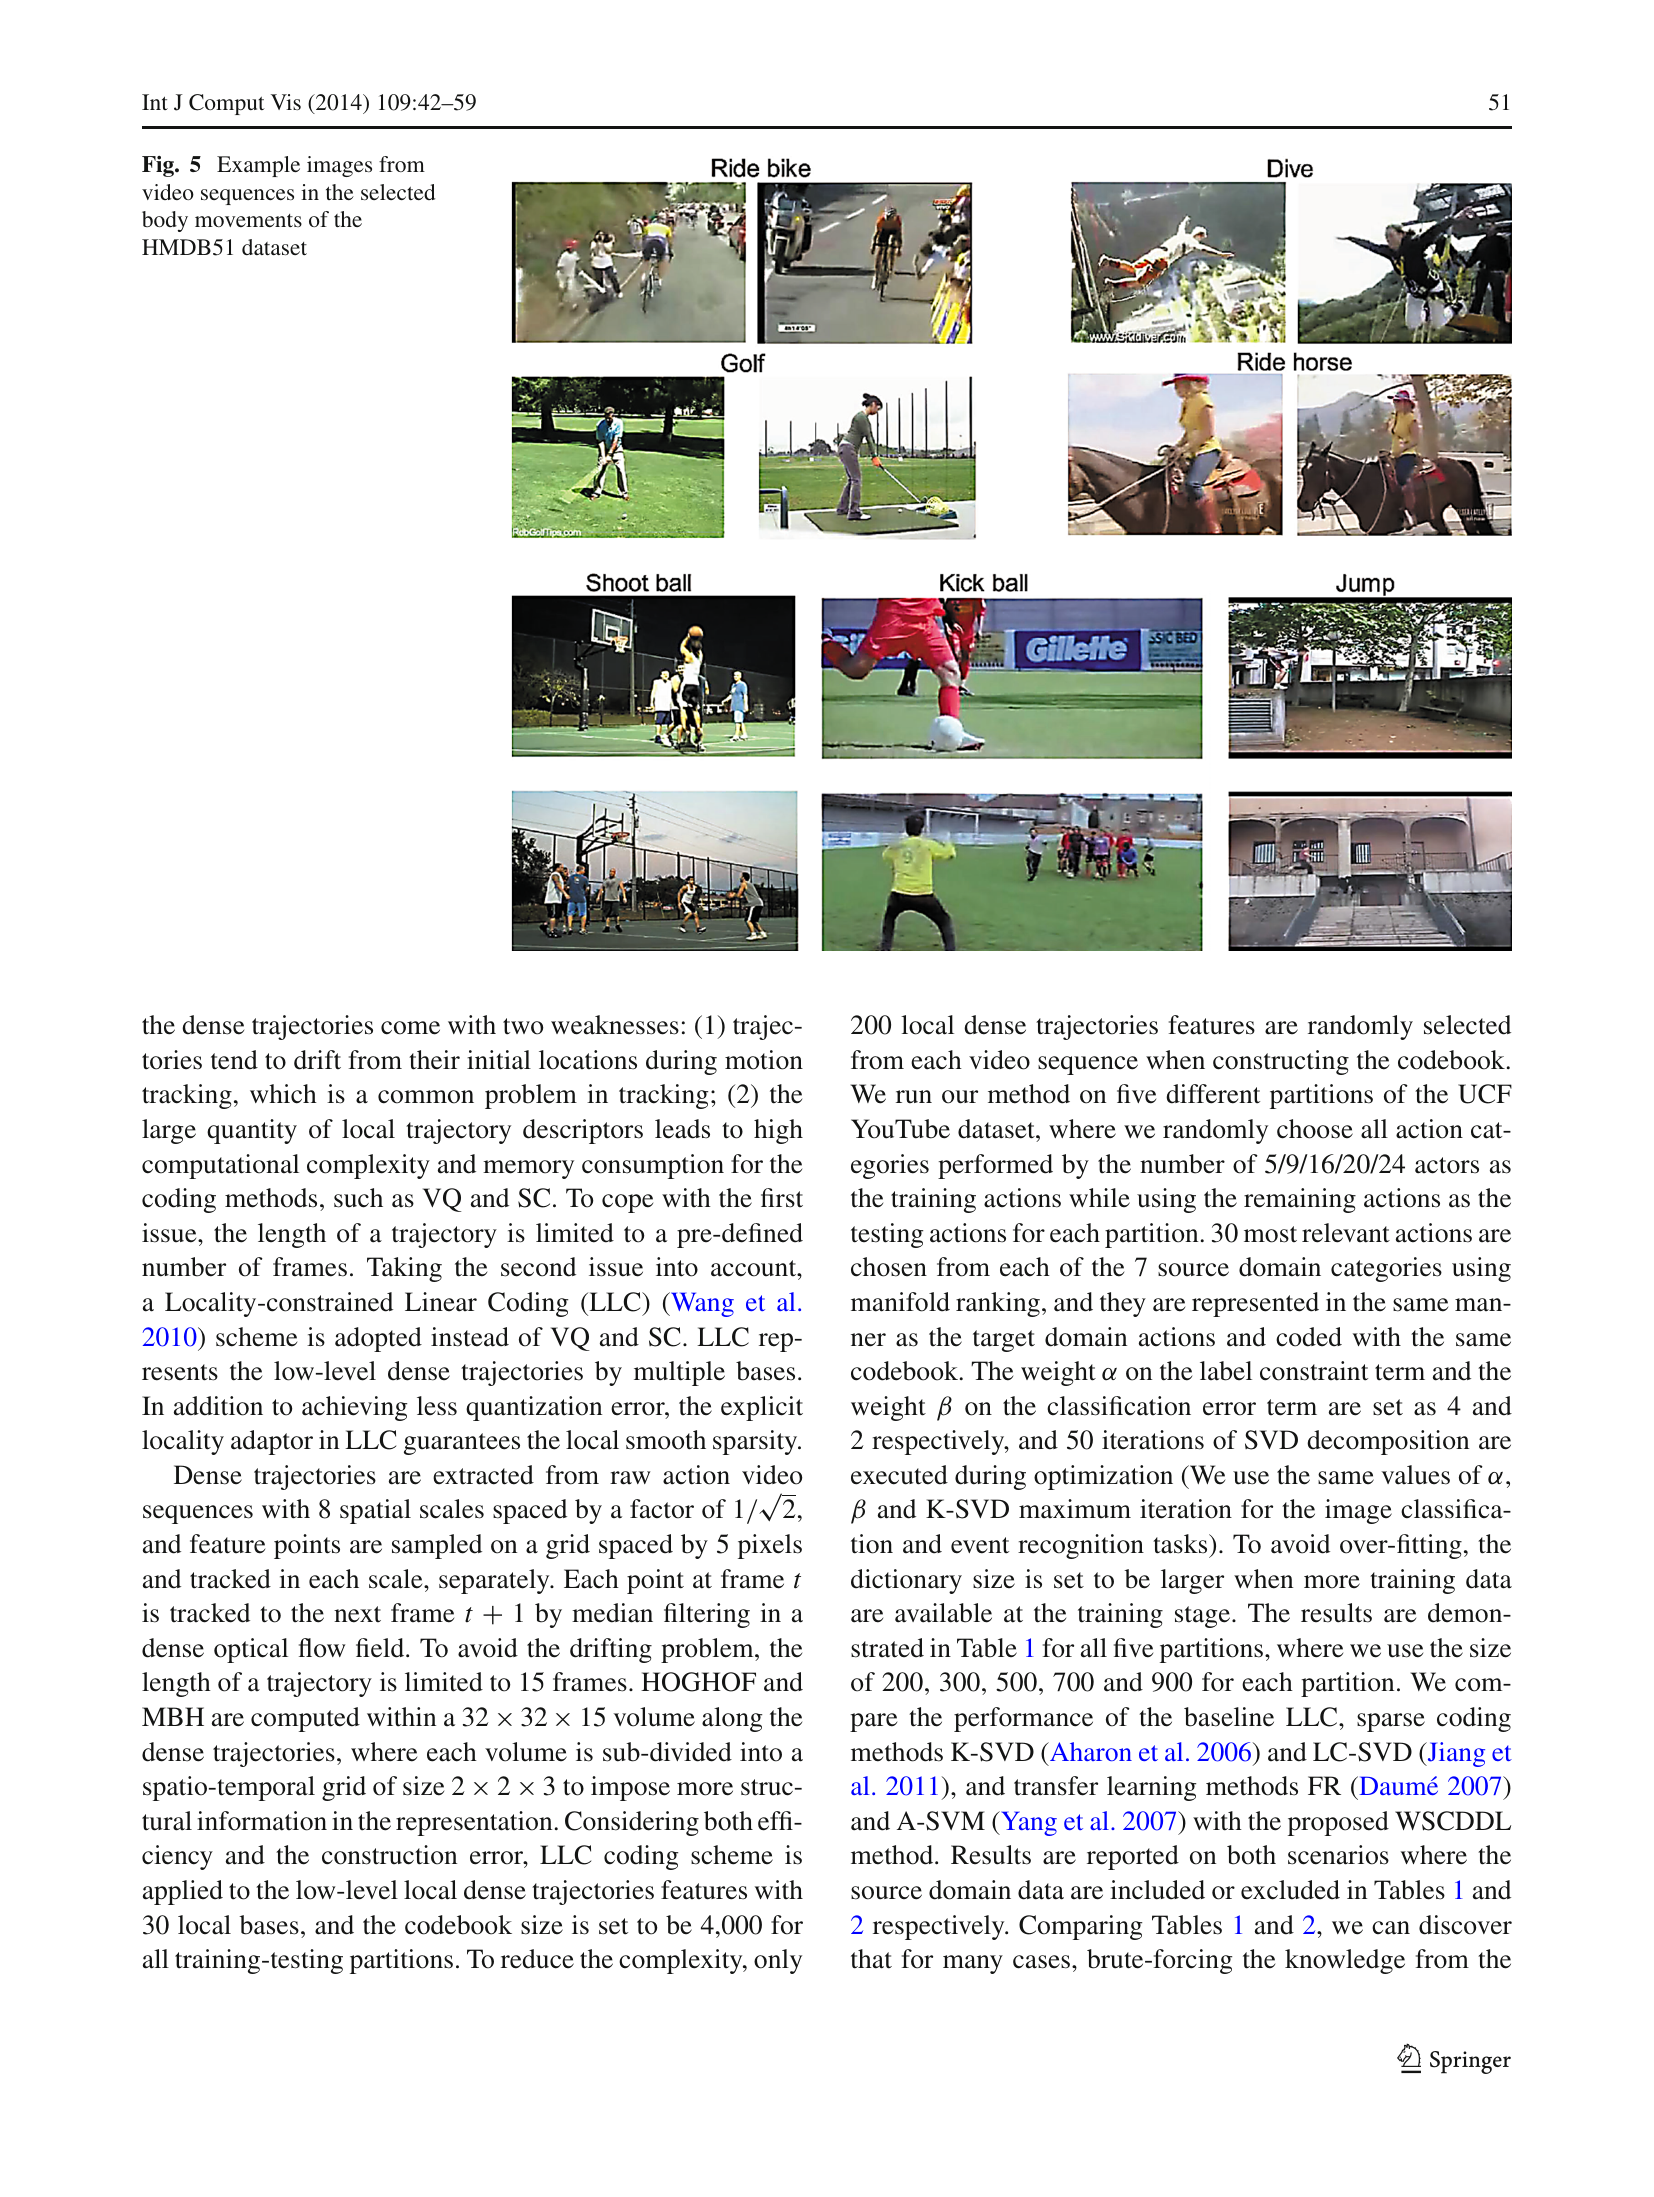 Int J Comput Vis (2014) 109:42–59
51
Fig. 5 Example images from
video sequences in the selected
body movements of the
HMDB51 dataset
Ride bike
Dive
www.SKIdiver.com
Golf
Ride horse
RobGolfTips.com
Shoot ball
Kick ball
Jump
Gillette
SSIC BED
the dense trajectories come with two weaknesses: (1) trajec-
tories tend to drift from their initial locations during motion
tracking, which is a common problem in tracking; (2) the
large quantity of local trajectory descriptors leads to high
computational complexity and memory consumption for the
coding methods, such as VQ and SC. To cope with the first
issue, the length of a trajectory is limited to a pre-defined
number of frames. Taking the second issue into account,
a Locality-constrained Linear Coding (LLC) (Wang et al.
2010) scheme is adopted instead of VQ and SC. LLC rep-
resents the low-level dense trajectories by multiple bases.
In addition to achieving less quantization error, the explicit
locality adaptor in LLC guarantees the local smooth sparsity.
Dense trajectories are extracted from raw action video
sequences with 8 spatial scales spaced by a factor of 1/√2,
and feature points are sampled on a grid spaced by 5 pixels
and tracked in each scale, separately. Each point at frame t
is tracked to the next frame t + 1 by median filtering in a
dense optical flow field. To avoid the drifting problem, the
length of a trajectory is limited to 15 frames. HOGHOF and
MBH are computed within a 32 × 32 × 15 volume along the
dense trajectories, where each volume is sub-divided into a
spatio-temporal grid of size 2 × 2 × 3 to impose more struc-
tural information in the representation. Considering both effi-
ciency and the construction error, LLC coding scheme is
applied to the low-level local dense trajectories features with
30 local bases, and the codebook size is set to be 4,000 for
all training-testing partitions. To reduce the complexity, only
200 local dense trajectories features are randomly selected
from each video sequence when constructing the codebook.
We run our method on five different partitions of the UCF
YouTube dataset, where we randomly choose all action cat-
egories performed by the number of 5/9/16/20/24 actors as
the training actions while using the remaining actions as the
testing actions for each partition. 30 most relevant actions are
chosen from each of the 7 source domain categories using
manifold ranking, and they are represented in the same man-
ner as the target domain actions and coded with the same
codebook. The weight α on the label constraint term and the
weight β on the classification error term are set as 4 and
2 respectively, and 50 iterations of SVD decomposition are
executed during optimization (We use the same values of α,
β and K-SVD maximum iteration for the image classifica-
tion and event recognition tasks). To avoid over-fitting, the
dictionary size is set to be larger when more training data
are available at the training stage. The results are demon-
strated in Table 1 for all five partitions, where we use the size
of 200, 300, 500, 700 and 900 for each partition. We com-
pare the performance of the baseline LLC, sparse coding
methods K-SVD (Aharon et al. 2006) and LC-SVD (Jiang et
al. 2011), and transfer learning methods FR (Daumé 2007)
and A-SVM (Yang et al. 2007) with the proposed WSCDDL
method. Results are reported on both scenarios where the
source domain data are included or excluded in Tables 1 and
2 respectively. Comparing Tables 1 and 2, we can discover
that for many cases, brute-forcing the knowledge from the
Springer